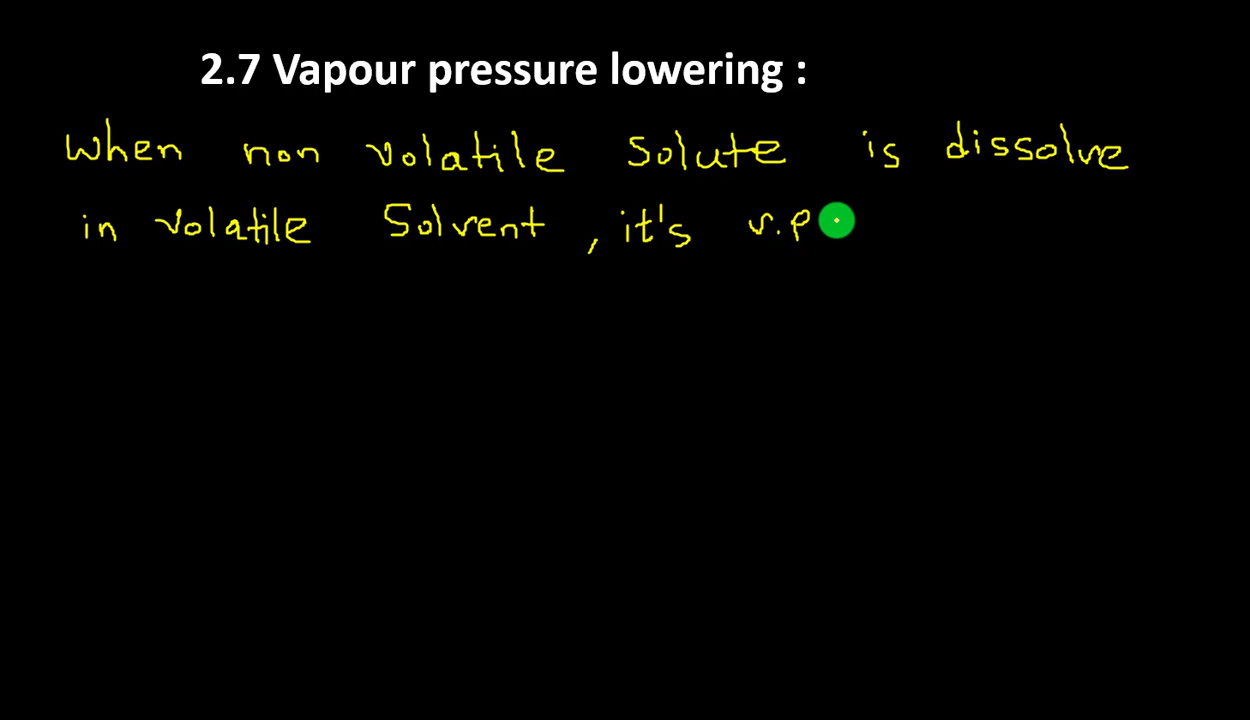 2.7 Vapour pressure lowering :
When non volatile solute is dissolve
in volatile Solvent , it's v.p